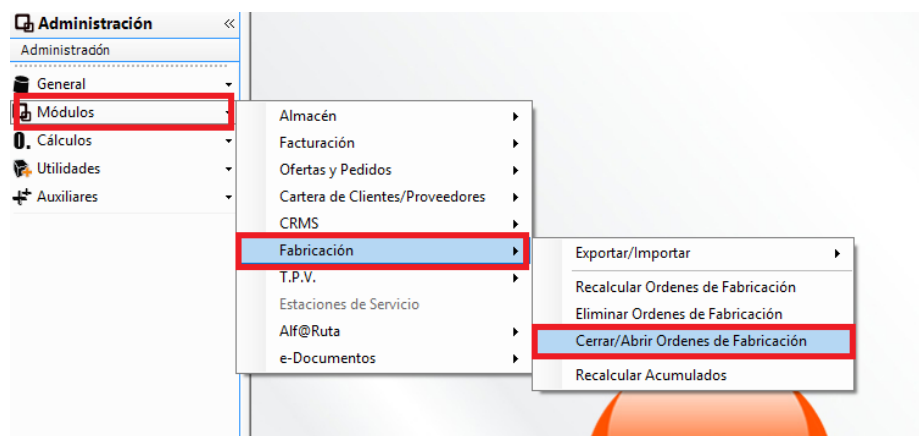 Administración «
Administradón
General
Módulos
Cálculos
Utilidades
Auxiliares
Almacén
Facturación
Ofertas y Pedidos
Cartera de Clientes/Proveedores
CRMS
Fabricación
T.P.V.
Estaciones de Servicio
Alf@Ruta
e-Documentos
Exportar/Importar
Recalcular Ordenes de Fabricación
Eliminar Ordenes de Fabricación
Cerrar/Abrir Ordenes de Fabricación
Recalcular Acumulados